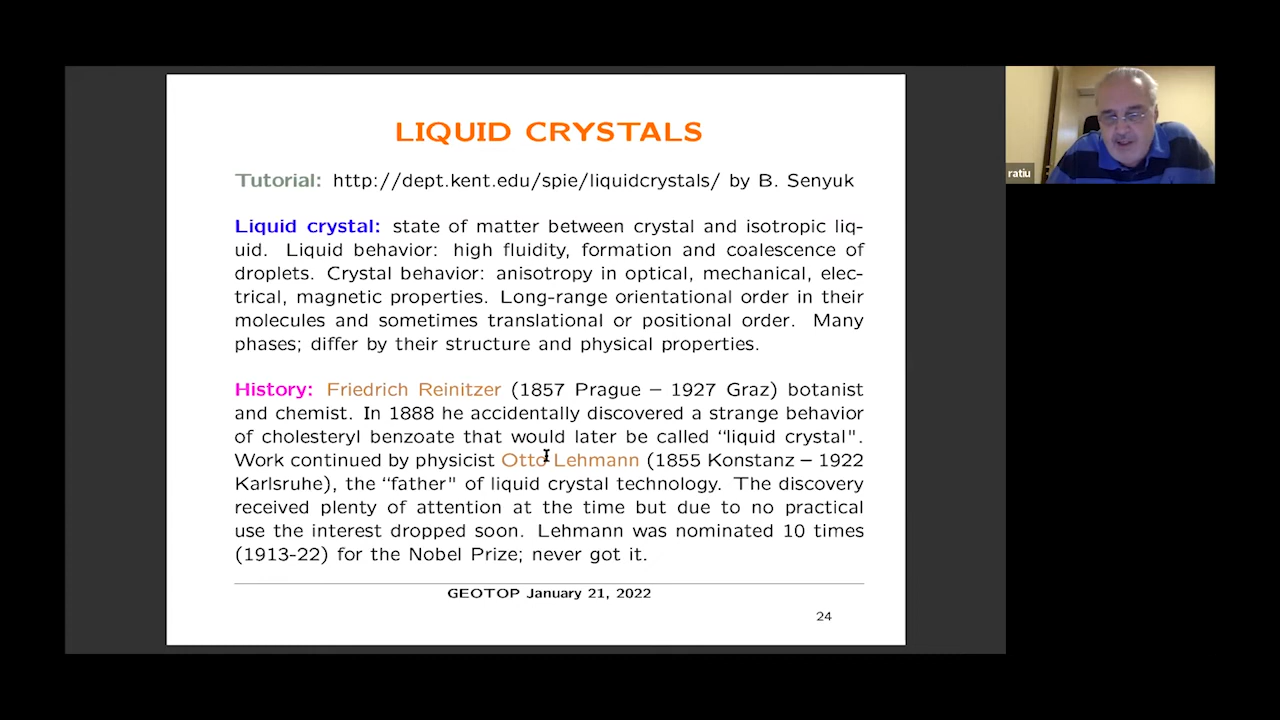 LIQUID CRYSTALS
Tutorial: http://dept.kent.edu/spie/liquidcrystals/ by B. Senyuk
Liquid crystal: state of matter between crystal and isotropic liq-
uid. Liquid behavior: high fluidity, formation and coalescence of
droplets. Crystal behavior: anisotropy in optical, mechanical, elec-
trical, magnetic properties. Long-range orientational order in their
molecules and sometimes translational or positional order. Many
phases; differ by their structure and physical properties.
History: Friedrich Reinitzer (1857 Prague – 1927 Graz) botanist
and chemist. In 1888 he accidentally discovered a strange behavior
of cholesteryl benzoate that would later be called “liquid crystal".
Work continued by physicist Otto Lehmann (1855 Konstanz – 1922
Karlsruhe), the “father" of liquid crystal technology. The discovery
received plenty of attention at the time but due to no practical
use the interest dropped soon. Lehmann was nominated 10 times
(1913-22) for the Nobel Prize; never got it.
GEOTOP January 21, 2022
24
ratiu